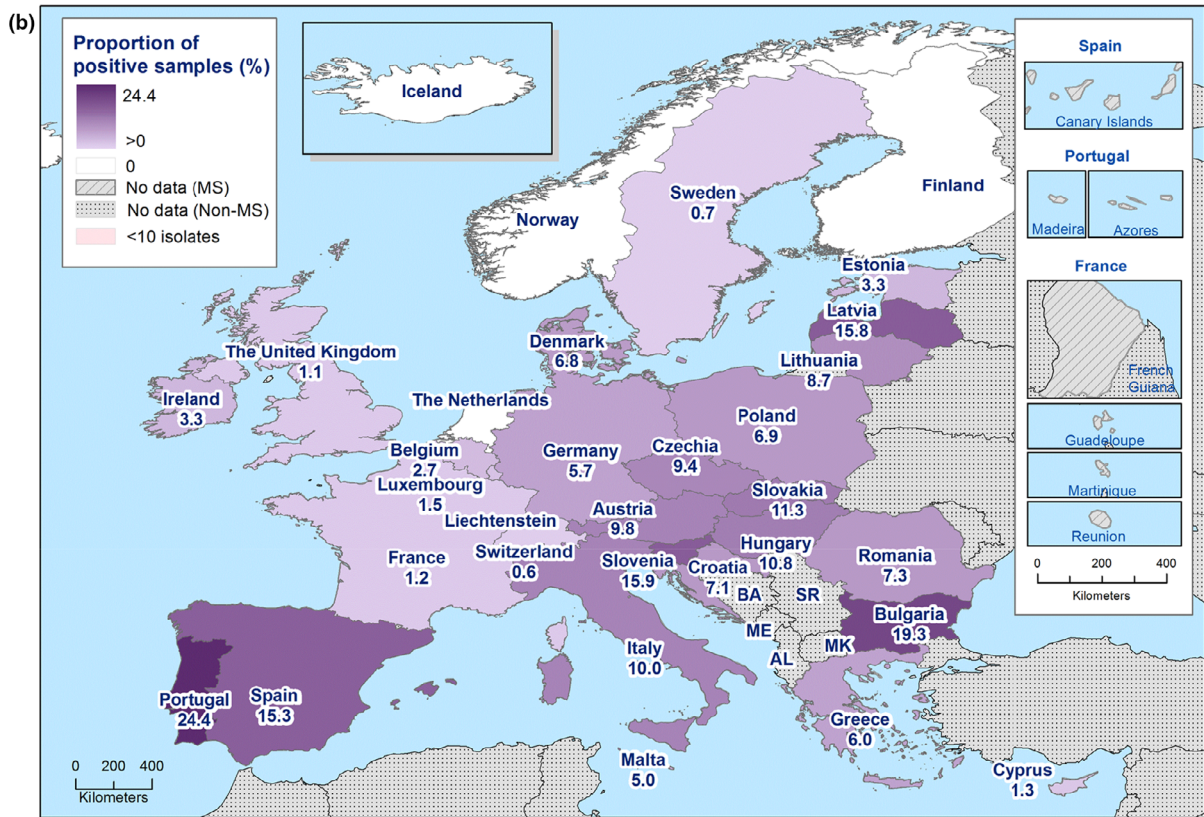 (b)
Proportion of
positive samples (%)
24.4
>0
0
No data (MS)
No data (Non-MS)
<10 isolates
Iceland
Spain
Canary Islands
Portugal
Madeira
Azores
France
French
Guiana
Guadeloupe
Martinique
Reunion
0 200 400
Kilometers
Norway
Sweden
0.7
Finland
Estonia
3.3
Latvia
15.8
Lithuania
8.7
Denmark
6.8
The United Kingdom
1.1
Ireland
3.3
The Netherlands
Belgium
2.7
Luxembourg
1.5
Germany
5.7
Poland
6.9
Czechia
9.4
Slovakia
11.3
Liechtenstein
Austria
9.8
Hungary
10.8
Switzerland
0.6
France
1.2
Slovenia
15.9
Croatia
7.1
Romania
7.3
BA
SR
Bulgaria
19.3
ME
MK
AL
Italy
10.0
Portugal
24.4
Spain
15.3
Greece
6.0
Malta
5.0
Cyprus
1.3
0 200 400
Kilometers